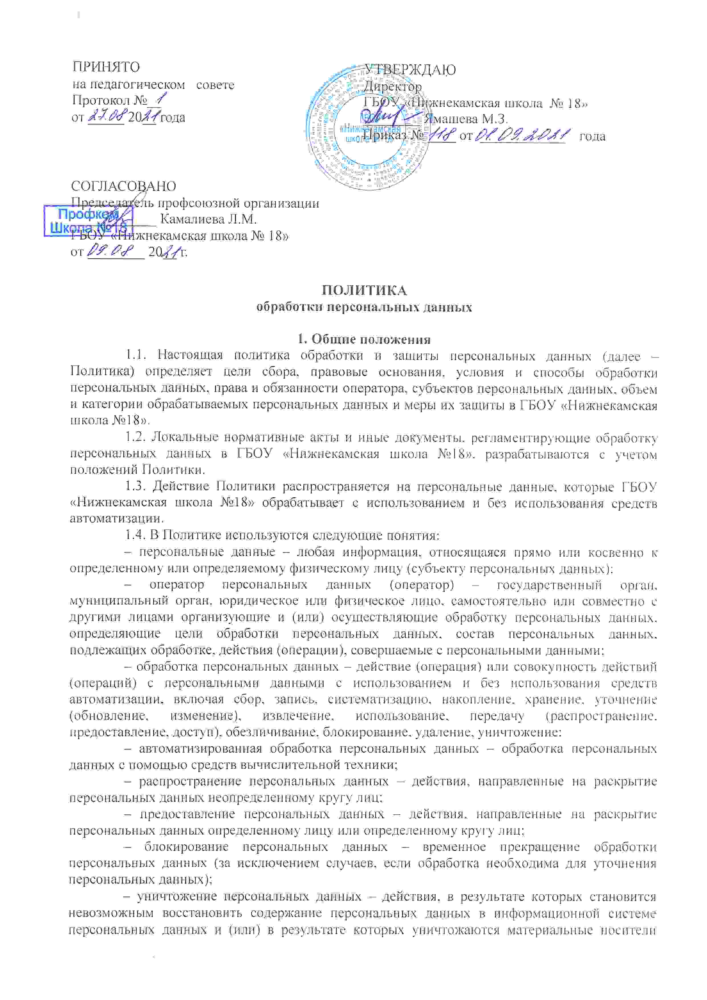 ПРИНЯТО
на педагогическом совете
Протокол № 1
от 27.08 2021 года
УТВЕРЖДАЮ
Директор
ГБОУ «Нижнекамская школа № 18»
Ямашева М.З.
Приказ № 118 от 01.09.2021 года
«Нижнекамская
школа № 18»
СОГЛАСОВАНО
Председатель профсоюзной организации
Профком
Школа №18
Камалиева Л.М.
ГБОУ «Нижнекамская школа № 18»
от 09.08 2021 г.
ПОЛИТИКА
обработки персональных данных
1. Общие положения
1.1. Настоящая политика обработки и защиты персональных данных (далее –
Политика) определяет цели сбора, правовые основания, условия и способы обработки
персональных данных, права и обязанности оператора, субъектов персональных данных, объем
и категории обрабатываемых персональных данных и меры их защиты в ГБОУ «Нижнекамская
школа №18».
1.2. Локальные нормативные акты и иные документы, регламентирующие обработку
персональных данных в ГБОУ «Нижнекамская школа №18», разрабатываются с учетом
положений Политики.
1.3. Действие Политики распространяется на персональные данные, которые ГБОУ
«Нижнекамская школа №18» обрабатывает с использованием и без использования средств
автоматизации.
1.4. В Политике используются следующие понятия:
– персональные данные – любая информация, относящаяся прямо или косвенно к
определенному или определяемому физическому лицу (субъекту персональных данных);
– оператор персональных данных (оператор) – государственный орган,
муниципальный орган, юридическое или физическое лицо, самостоятельно или совместно с
другими лицами организующие и (или) осуществляющие обработку персональных данных,
определяющие цели обработки персональных данных, состав персональных данных,
подлежащих обработке, действия (операции), совершаемые с персональными данными;
– обработка персональных данных – действие (операция) или совокупность действий
(операций) с персональными данными с использованием и без использования средств
автоматизации, включая сбор, запись, систематизацию, накопление, хранение, уточнение
(обновление, изменение), извлечение, использование, передачу (распространение,
предоставление, доступ), обезличивание, блокирование, удаление, уничтожение;
– автоматизированная обработка персональных данных – обработка персональных
данных с помощью средств вычислительной техники;
– распространение персональных данных – действия, направленные на раскрытие
персональных данных неопределенному кругу лиц;
– предоставление персональных данных – действия, направленные на раскрытие
персональных данных определенному лицу или определенному кругу лиц;
– блокирование персональных данных – временное прекращение обработки
персональных данных (за исключением случаев, если обработка необходима для уточнения
персональных данных);
– уничтожение персональных данных – действия, в результате которых становится
невозможным восстановить содержание персональных данных в информационной системе
персональных данных и (или) в результате которых уничтожаются материальные носители